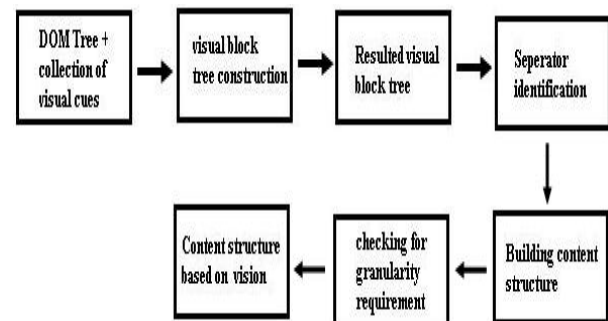 DOM Tree +
collection of
visual cues
visual block
tree construction
Resulted visual
block tree
Seperator
identification
Building content
structure
checking for
granularity
requirement
Content structure
based on vision